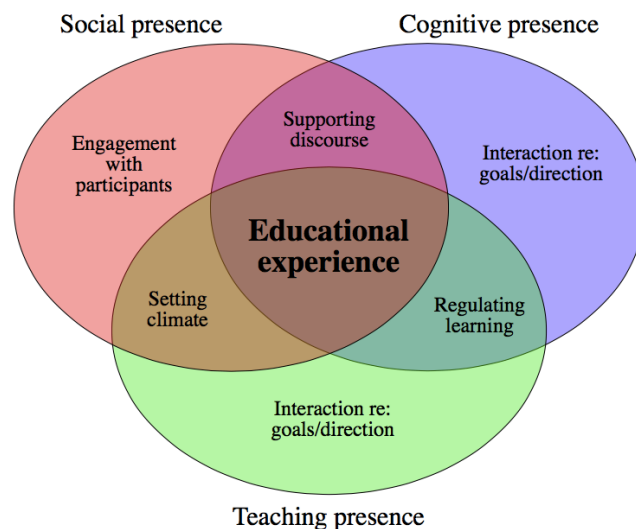 Social presence
Cognitive presence
Supporting
discourse
Engagement
with
participants
Interaction re:
goals/direction
Educational
experience
Setting
climate
Regulating
learning
Interaction re:
goals/direction
Teaching presence